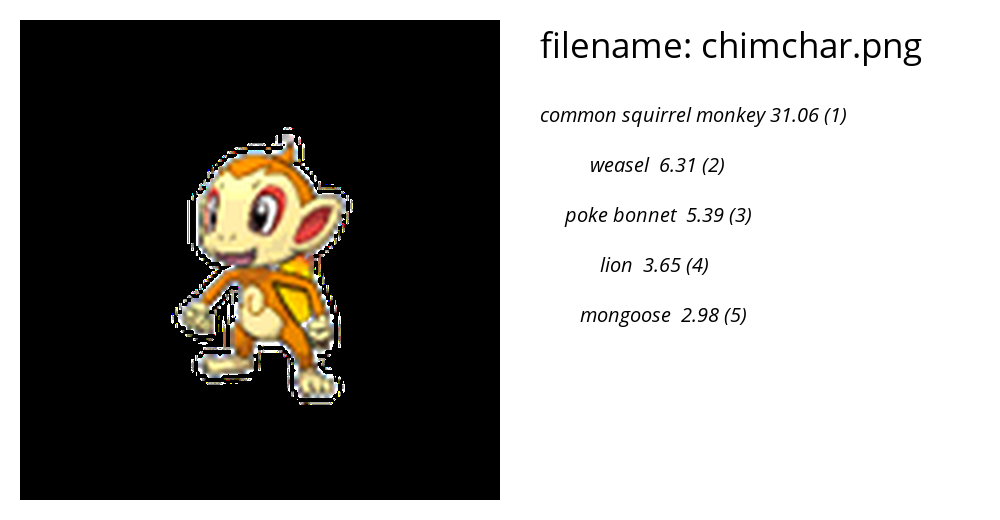 filename: chimchar.png
common squirrel monkey 31.06 (1)
weasel 6.31 (2)
poke bonnet 5.39 (3)
lion 3.65 (4)
mongoose 2.98 (5)